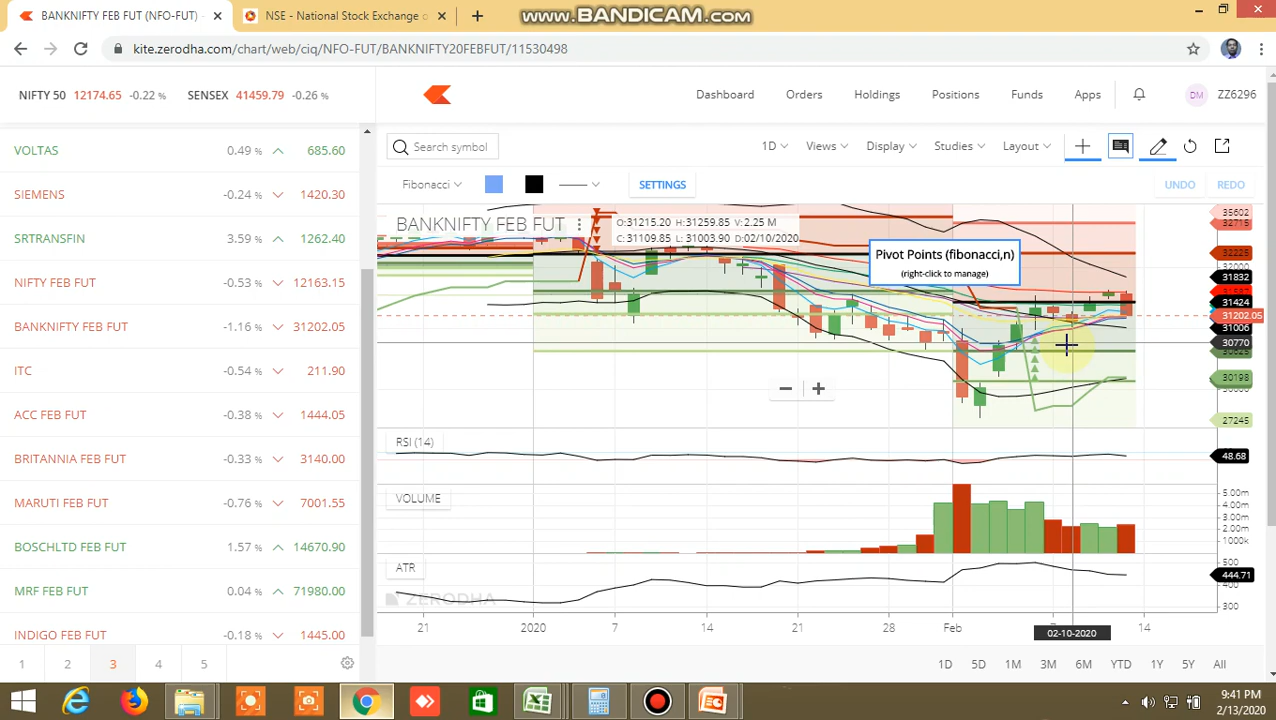 BANKNIFTY FEB FUT (NFO-FUT) -
NSE - National Stock Exchange o
www.BANDICAM.com
kite.zerodha.com/chart/web/ciq/NFO-FUT/BANKNIFTY20FEBFUT/11530498
NIFTY 50 12174.65 -0.22 % SENSEX 41459.79 -0.26 %
Dashboard Orders Holdings Positions Funds Apps DM ZZ6296
VOLTAS 0.49 % 685.60
SIEMENS -0.24 % 1420.30
SRTRANSFIN 3.59 % 1262.40
NIFTY FEB FUT -0.53 % 12163.15
BANKNIFTY FEB FUT -1.16 % 31202.05
ITC -0.54 % 211.90
ACC FEB FUT -0.38 % 1444.05
BRITANNIA FEB FUT -0.33 % 3140.00
MARUTI FEB FUT -0.76 % 7001.55
BOSCHLTD FEB FUT 1.57 % 14670.90
MRF FEB FUT 0.04 % 71980.00
INDIGO FEB FUT -0.18 % 1445.00
1 2 3 4 5
Search symbol
1D Views Display Studies Layout
Fibonacci SETTINGS UNDO REDO
BANKNIFTY FEB FUT
O:31215.20 H:31259.85 V:2.25 M
C:31109.85 L:31003.90 D:02/10/2020
Pivot Points (fibonacci,n)
(right-click to manage)
35602
32715
32225
32000
31832
31424
31202.05
31006
30770
30198
27245
RSI (14)
48.68
VOLUME
5.00m
4.00m
3.00m
2.00m
1000k
ATR
500
444.71
400
300
ZERODHA
21 2020 7 14 21 28 Feb 7 14
02-10-2020
1D 5D 1M 3M 6M YTD 1Y 5Y All
9:41 PM
2/13/2020